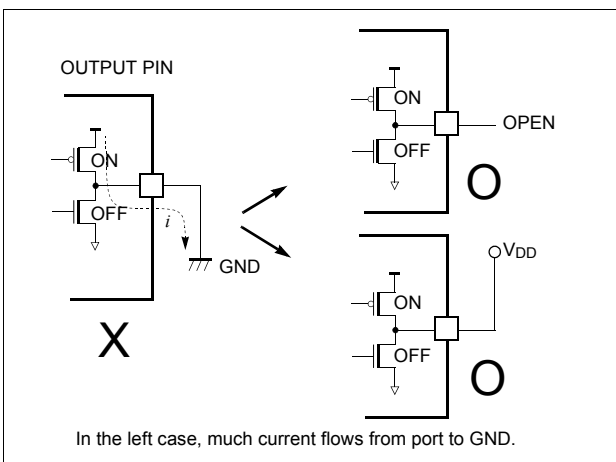 OUTPUT PIN
ON
OFF
i
GND
X
ON
OFF
OPEN
O
VDD
ON
OFF
O
In the left case, much current flows from port to GND.